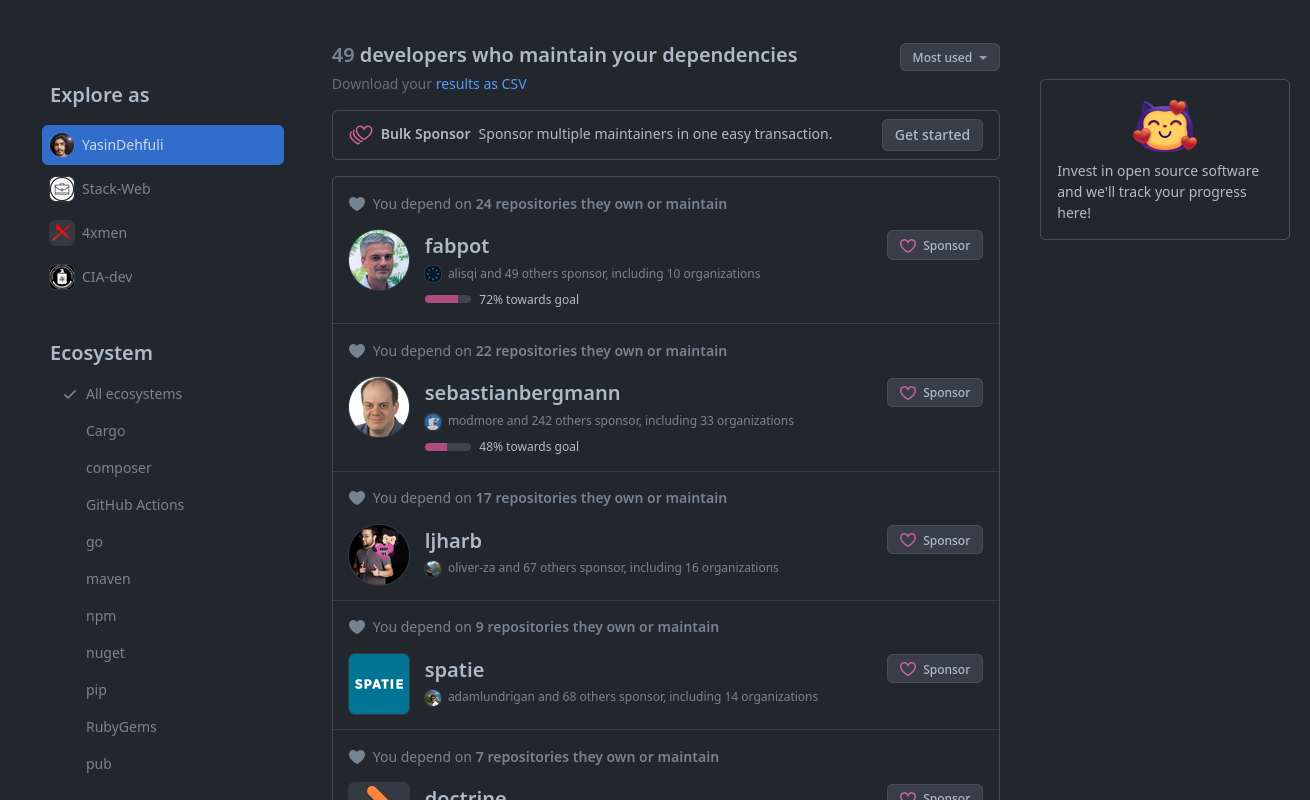 Explore as
YasinDehfuli
Stack-Web
4xmen
CIA-dev
Ecosystem
All ecosystems
Cargo
composer
GitHub Actions
go
maven
npm
nuget
pip
RubyGems
pub
49 developers who maintain your dependencies
Most used
Download your results as CSV
Bulk Sponsor Sponsor multiple maintainers in one easy transaction.
Get started
You depend on 24 repositories they own or maintain
fabpot
Sponsor
alisqi and 49 others sponsor, including 10 organizations
72% towards goal
You depend on 22 repositories they own or maintain
sebastianbergmann
Sponsor
modmore and 242 others sponsor, including 33 organizations
48% towards goal
You depend on 17 repositories they own or maintain
ljharb
Sponsor
oliver-za and 67 others sponsor, including 16 organizations
You depend on 9 repositories they own or maintain
SPATIE
spatie
Sponsor
adamlundrigan and 68 others sponsor, including 14 organizations
You depend on 7 repositories they own or maintain
doctrine
Sponsor
Invest in open source software
and we'll track your progress
here!